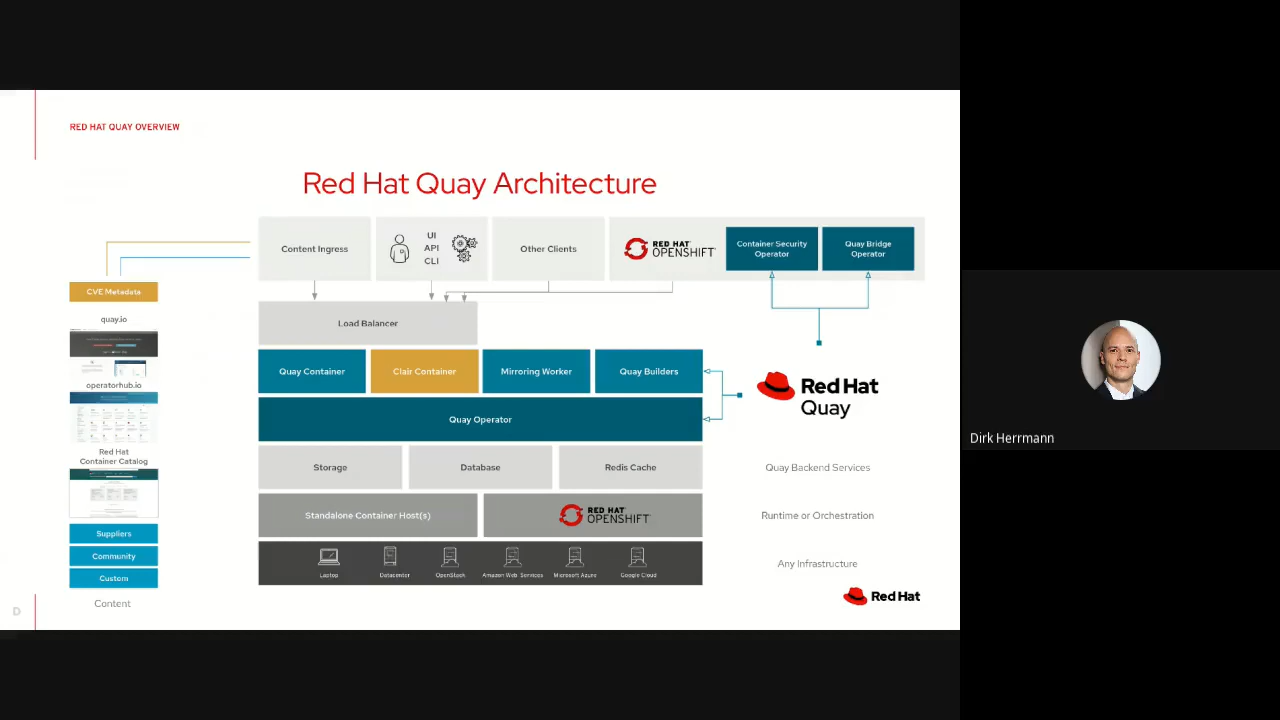 RED HAT QUAY OVERVIEW
Red Hat Quay Architecture
Content Ingress
UI
API
CLI
Other Clients
RED HAT
OPENSHIFT
Container Security
Operator
Quay Bridge
Operator
CVE Metadata
quay.io
operatorhub.io
Red Hat
Container Catalog
Suppliers
Community
Custom
Content
Load Balancer
Quay Container
Clair Container
Mirroring Worker
Quay Builders
Quay Operator
Red Hat
Quay
Storage
Database
Redis Cache
Quay Backend Services
Standalone Container Host(s)
RED HAT
OPENSHIFT
Runtime or Orchestration
Laptop
Datacenter
OpenStack
Amazon Web Services
Microsoft Azure
Google Cloud
Any Infrastructure
Red Hat
D
Dirk Herrmann